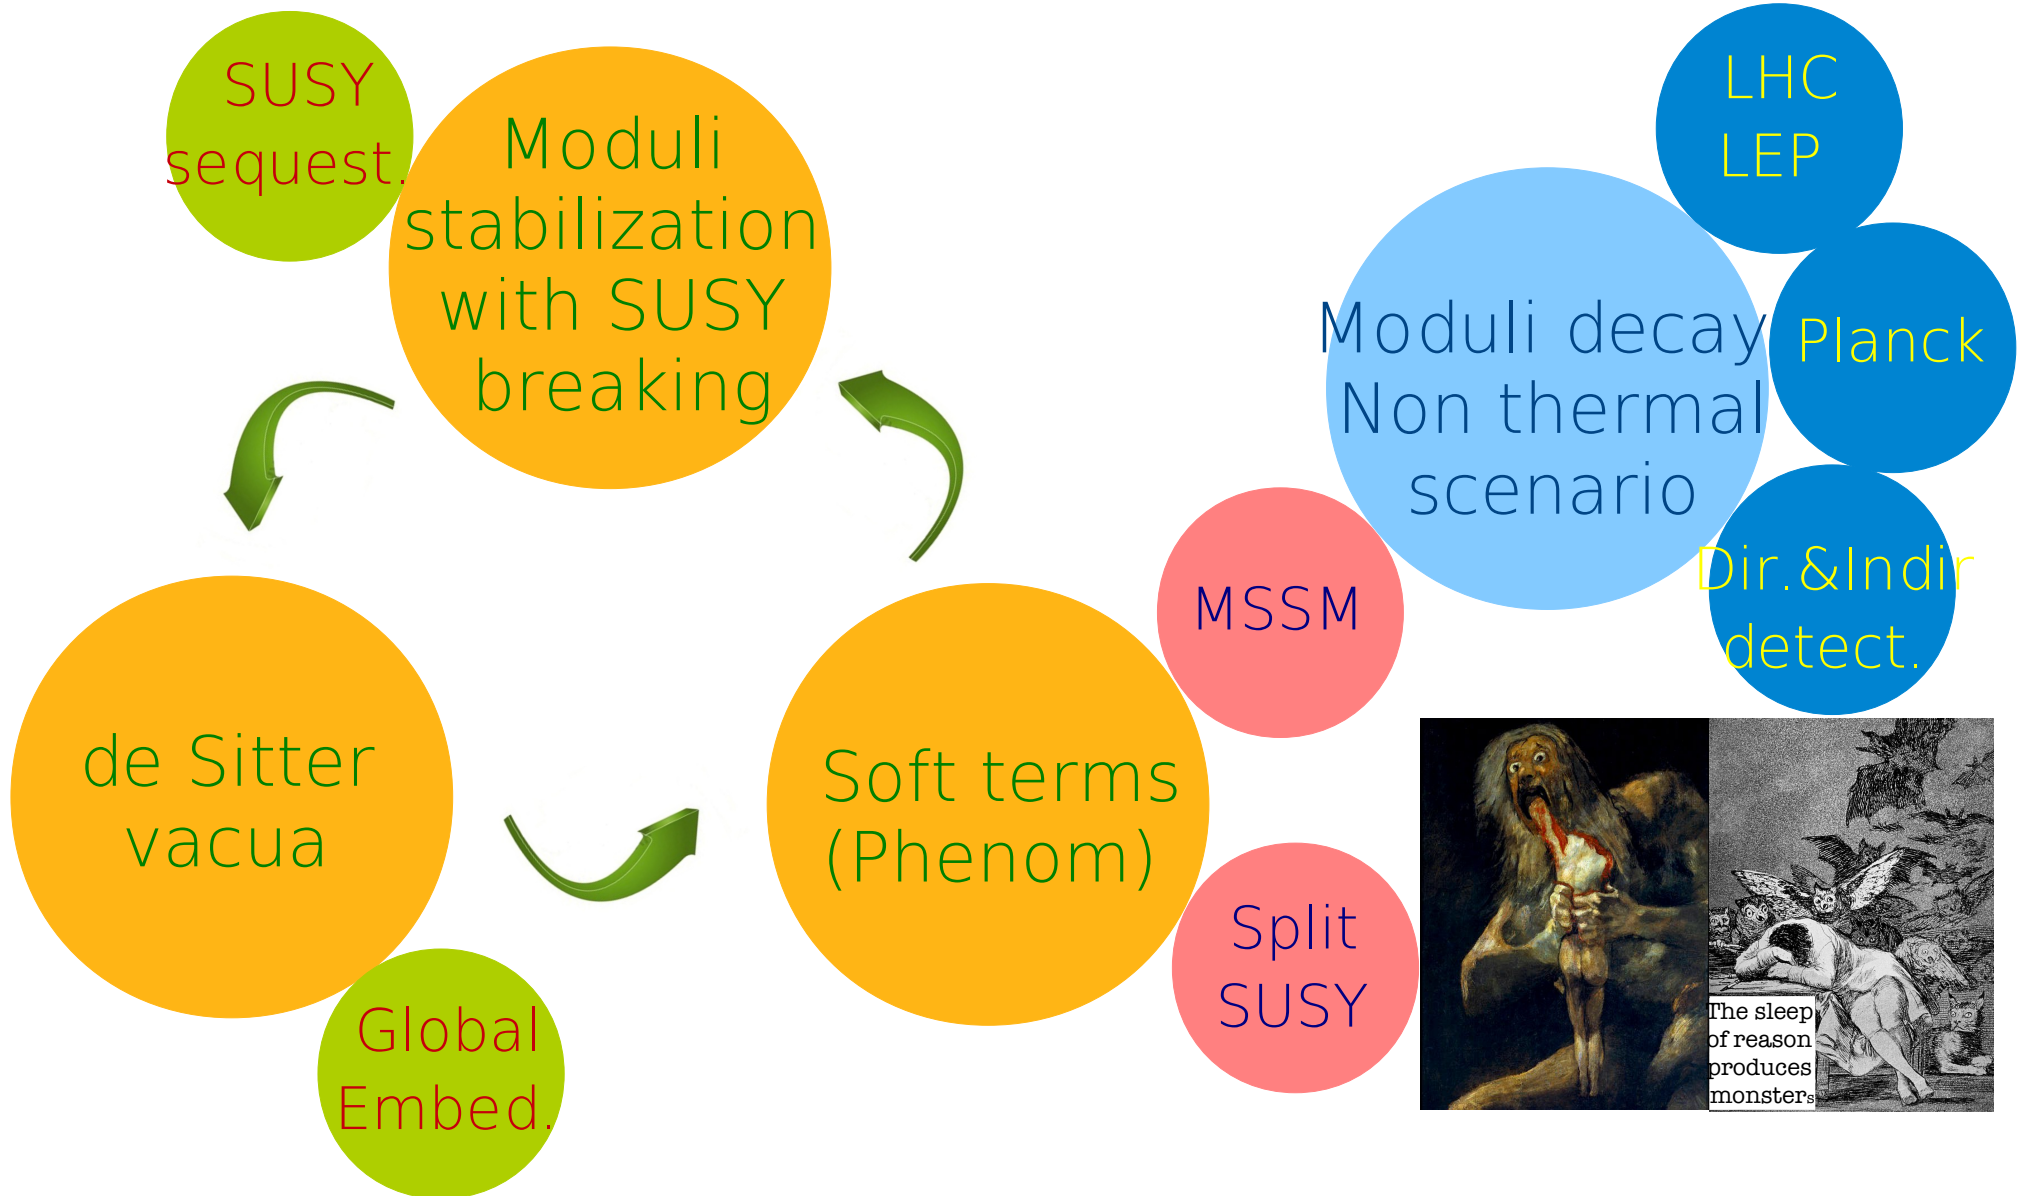 SUSY
sequest.
Moduli
stabilization
with SUSY
breaking
de Sitter
vacua
Global
Embed.
Soft terms
(Phenom)
MSSM
Split
SUSY
Moduli decay
Non thermal
scenario
LHC
LEP
Planck
Dir.&Indir
detect.
The sleep
of reason
produces
monsters